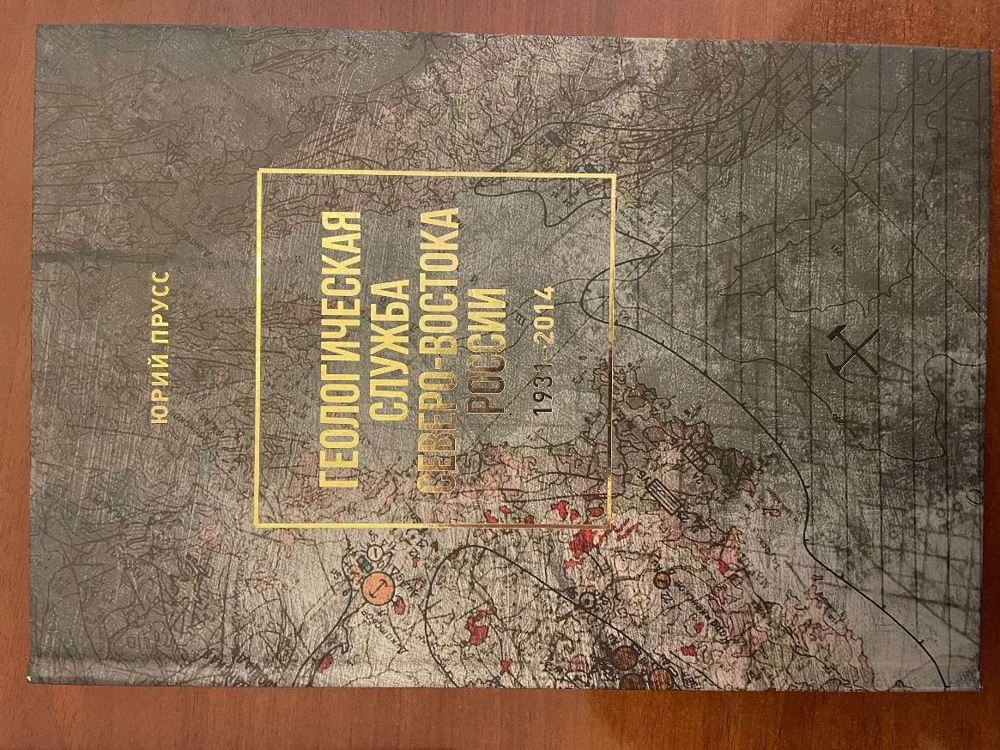 ЮРИЙ ПРУСС
ГЕОЛОГИЧЕСКАЯ
СЛУЖБА
СЕВЕРО-ВОСТОКА
РОССИИ
1931–2014